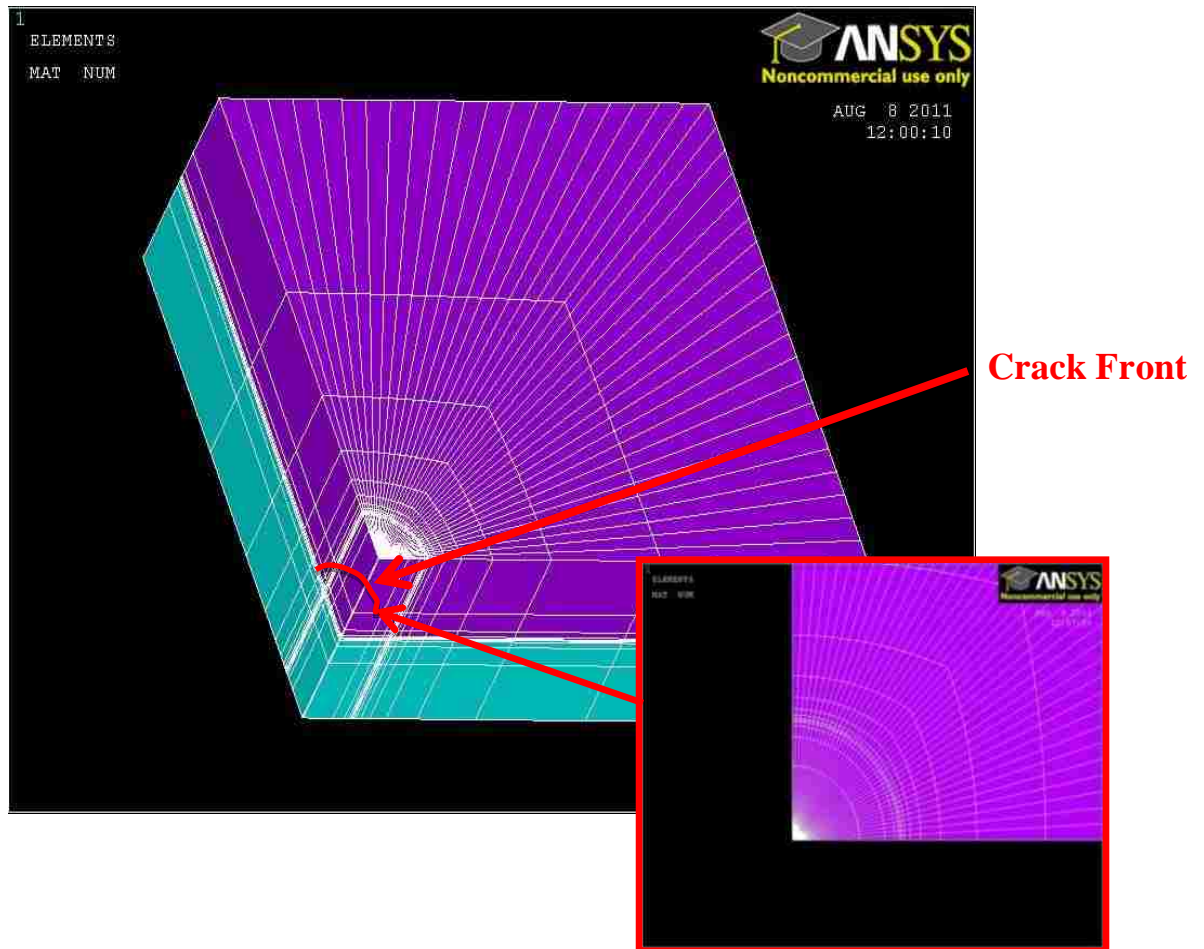 1
ELEMENTS
MAT NUM
ANSYS
Noncommercial use only
AUG 8 2011
12:00:10
Crack Front
1
ELEMENTS
MAT NUM
ANSYS
Noncommercial use only